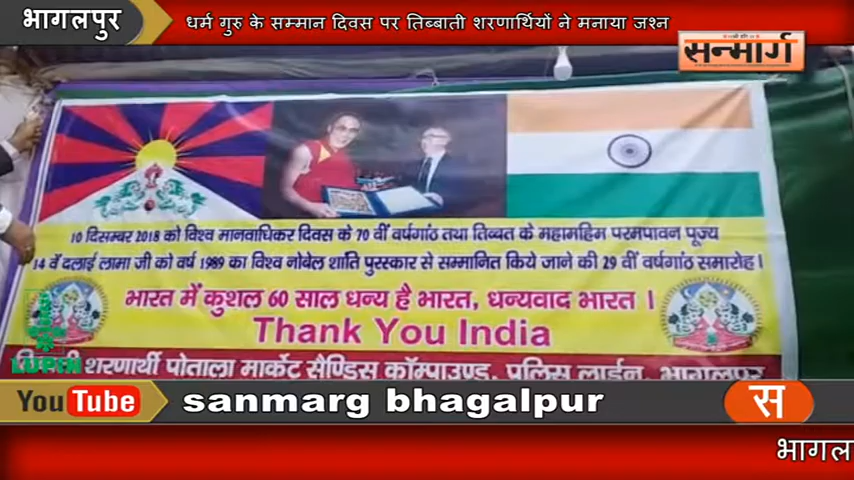 भागलपुर
धर्म गुरु के सम्मान दिवस पर तिब्बाती शरणार्थियों ने मनाया जश्न
सन्मार्ग
10 दिसम्बर 2018 को विश्व मानवाधिकार दिवस के 70 वीं वर्षगांठ तथा तिब्बत के महामहिम परमपावन पूज्य
14 वें दलाई लामा जी को वर्ष 1989 का विश्व नोबेल शांति पुरस्कार से सम्मानित किये जाने की 29 वीं वर्षगांठ समारोह।
भारत में कुशल 60 साल धन्य है भारत, धन्यवाद भारत।
Thank You India
LUPIN
शरणार्थी पोताला मार्केट सैण्डिस कॉम्पाउण्ड, पुलिस लाईन, भागलपुर
YouTube
sanmarg bhagalpur
स
भागल